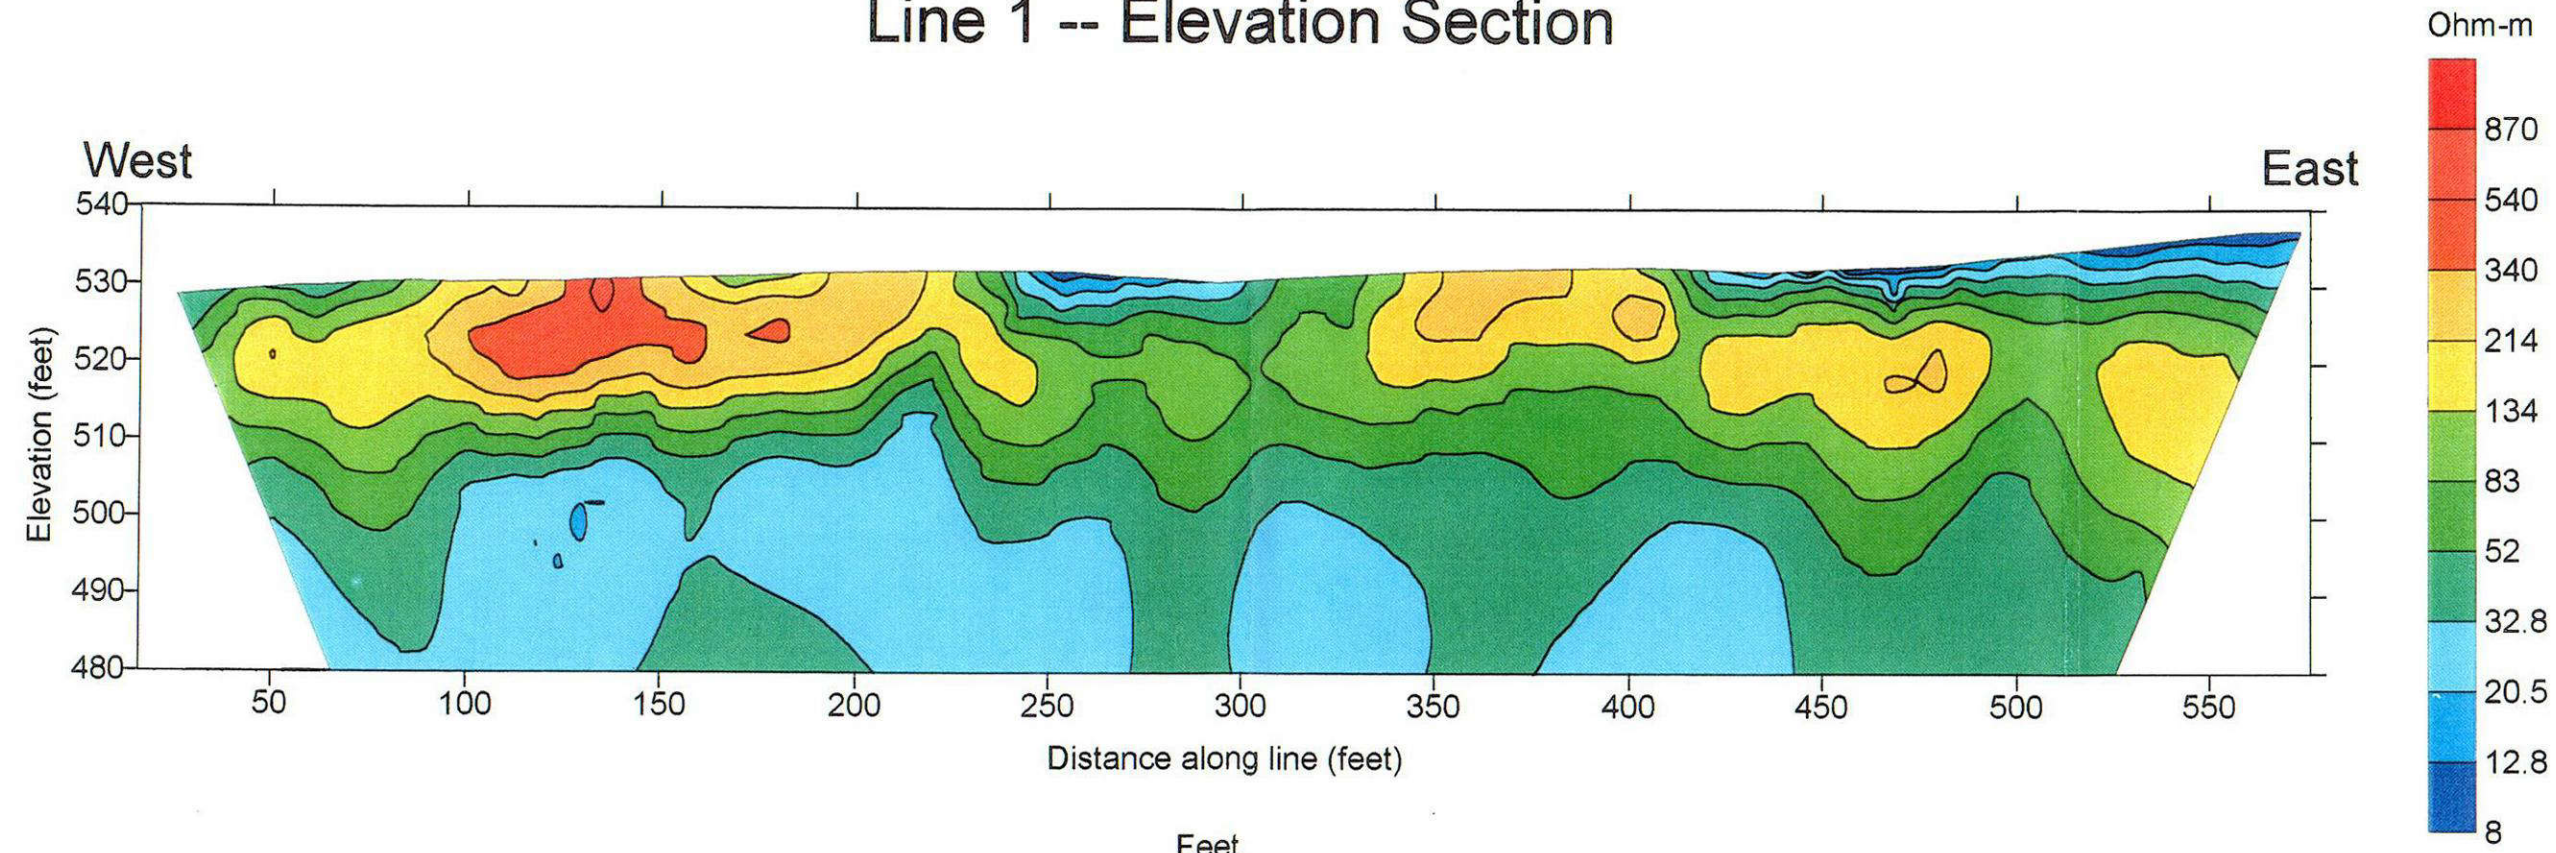 Line 1 -- Elevation Section
Ohm-m
West
East
540
530
520
510
500
490
480
Elevation (feet)
50 100 150 200 250 300 350 400 450 500 550
Distance along line (feet)
Feet
870
540
340
214
134
83
52
32.8
20.5
12.8
8